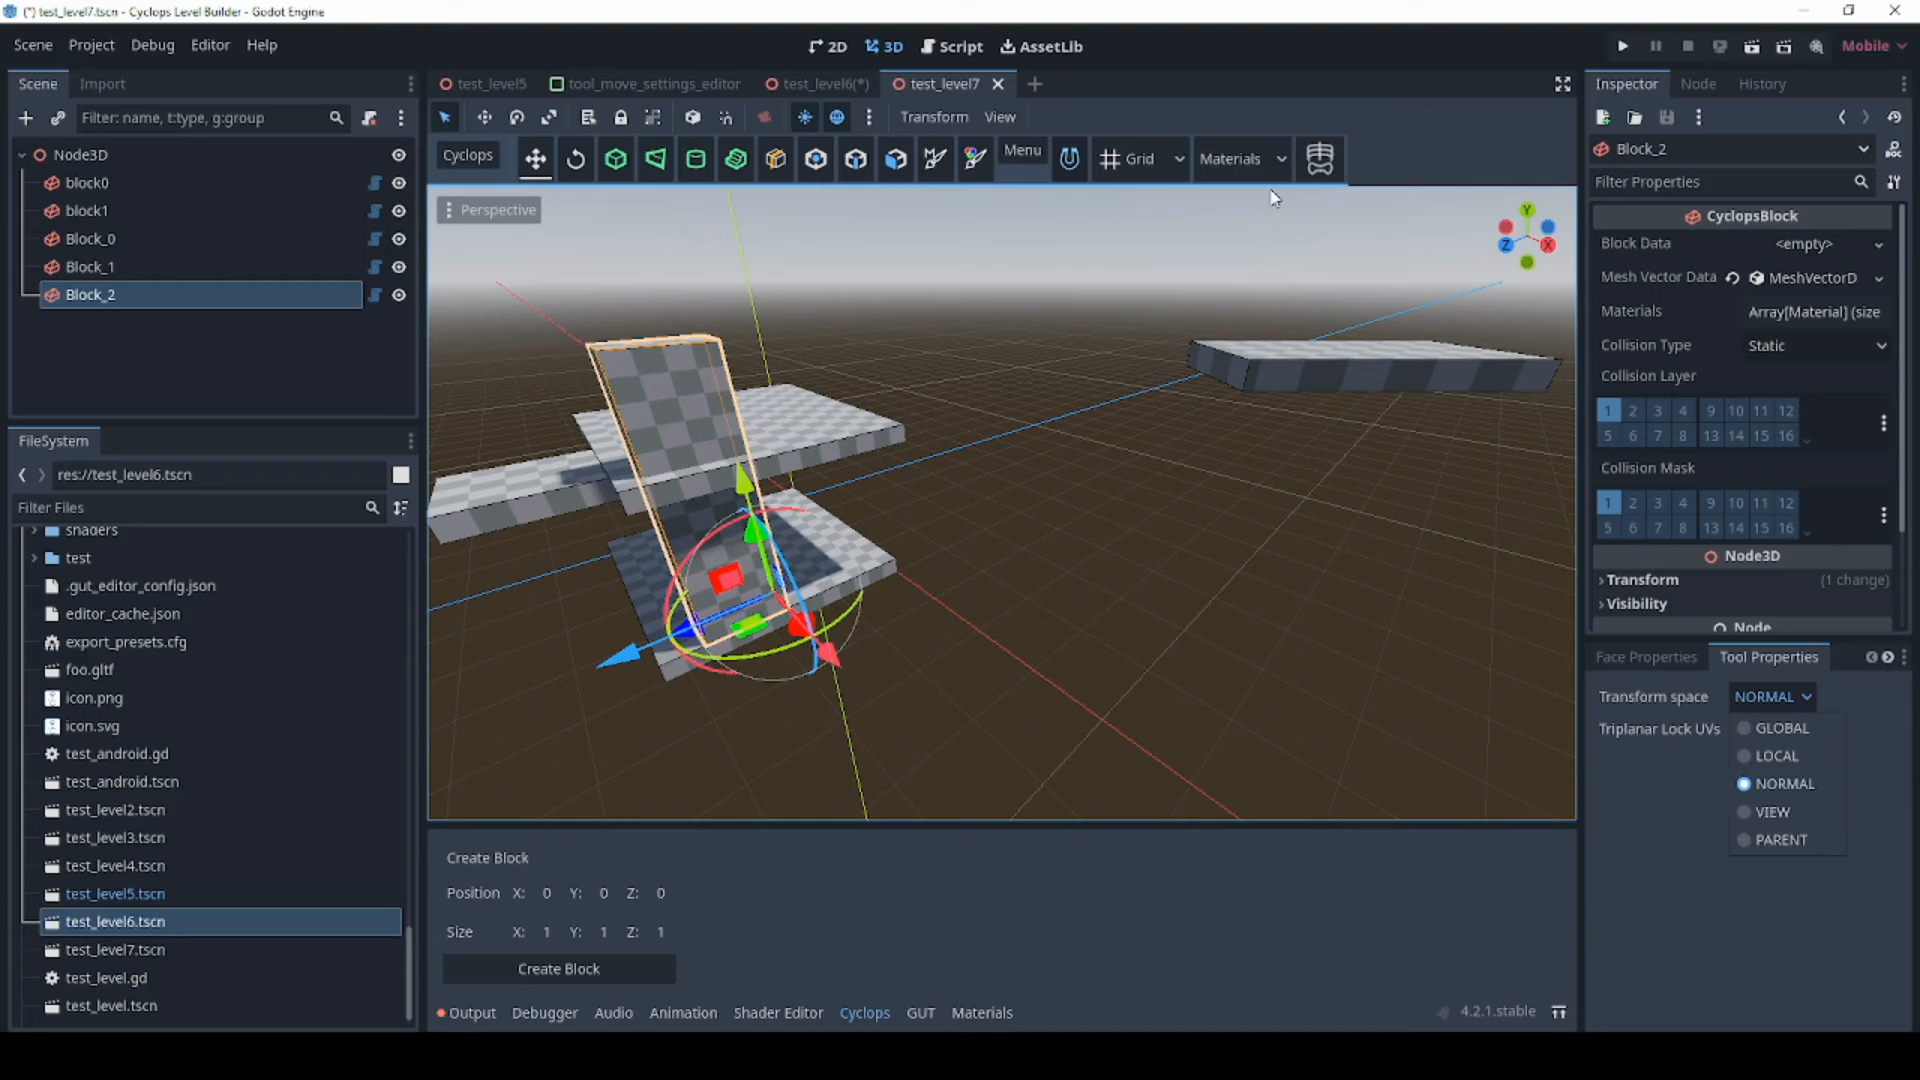 (*) test_level7.tscn - Cyclops Level Builder - Godot Engine
Scene Project Debug Editor Help
2D 3D Script AssetLib
Mobile
Scene Import
Filter: name, t:type, g:group
Node3D
block0
block1
Block_0
Block_1
Block_2
FileSystem
res://test_level6.tscn
Filter Files
shaders
test
.gut_editor_config.json
editor_cache.json
export_presets.cfg
foo.gltf
icon.png
icon.svg
test_android.gd
test_android.tscn
test_level2.tscn
test_level3.tscn
test_level4.tscn
test_level5.tscn
test_level6.tscn
test_level7.tscn
test_level.gd
test_level.tscn
test_level5 tool_move_settings_editor test_level6(*) test_level7
Transform View
Cyclops Menu Grid Materials
Perspective
Y
Z X
Create Block
Position X: 0 Y: 0 Z: 0
Size X: 1 Y: 1 Z: 1
Create Block
Output Debugger Audio Animation Shader Editor Cyclops GUT Materials
4.2.1.stable
Inspector Node History
Block_2
Filter Properties
CyclopsBlock
Block Data <empty>
Mesh Vector Data MeshVectorD
Materials Array[Material] (size
Collision Type Static
Collision Layer
1 2 3 4 9 10 11 12
5 6 7 8 13 14 15 16
Collision Mask
1 2 3 4 9 10 11 12
5 6 7 8 13 14 15 16
Node3D
Transform (1 change)
Visibility
Node
Face Properties Tool Properties
Transform space NORMAL
Triplanar Lock UVs
GLOBAL
LOCAL
NORMAL
VIEW
PARENT